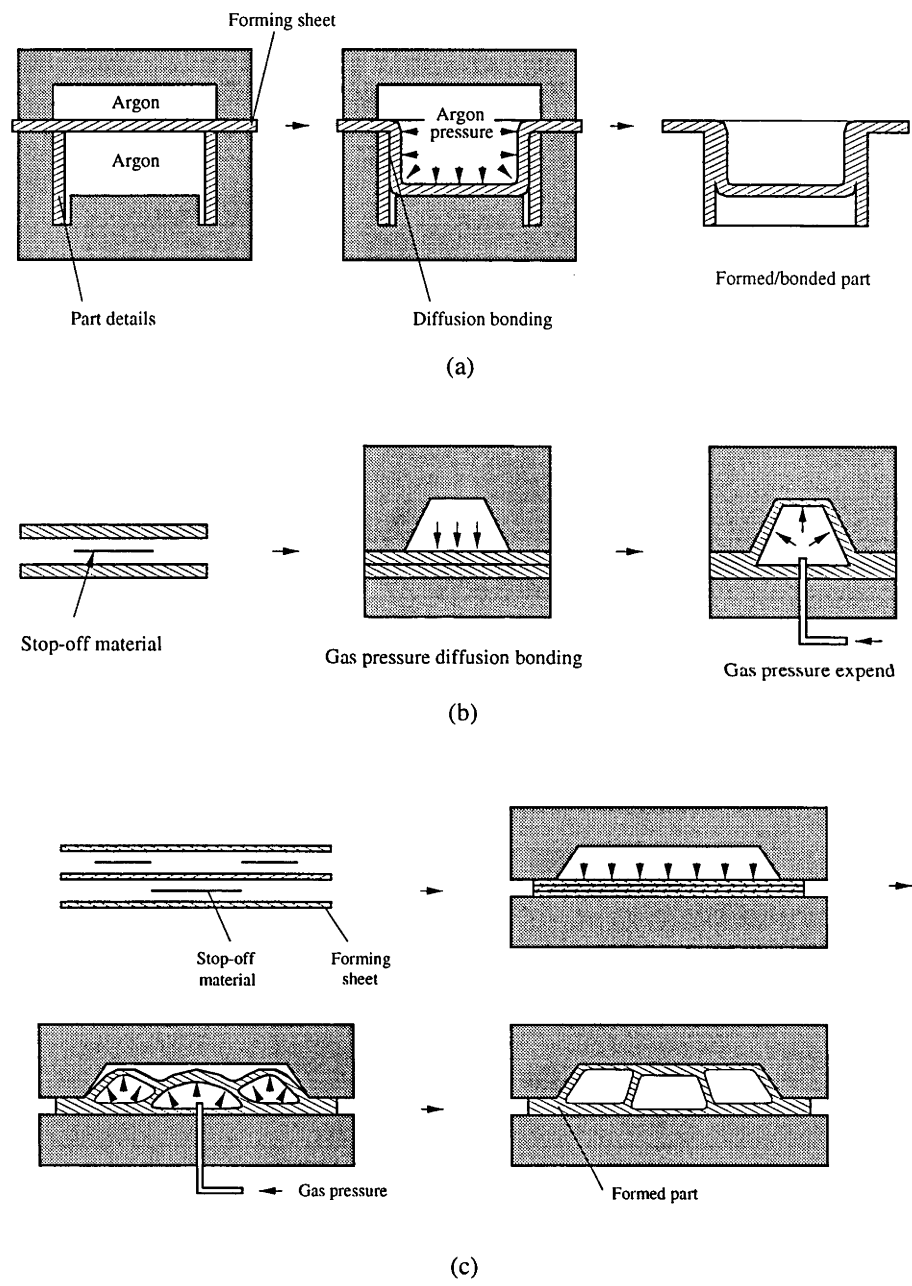 Forming sheet
Argon
Argon
Argon
pressure
Part details
Diffusion bonding
Formed/bonded part
(a)
Stop-off material
Gas pressure diffusion bonding
Gas pressure expend
(b)
Stop-off
material
Forming
sheet
Gas pressure
Formed part
(c)